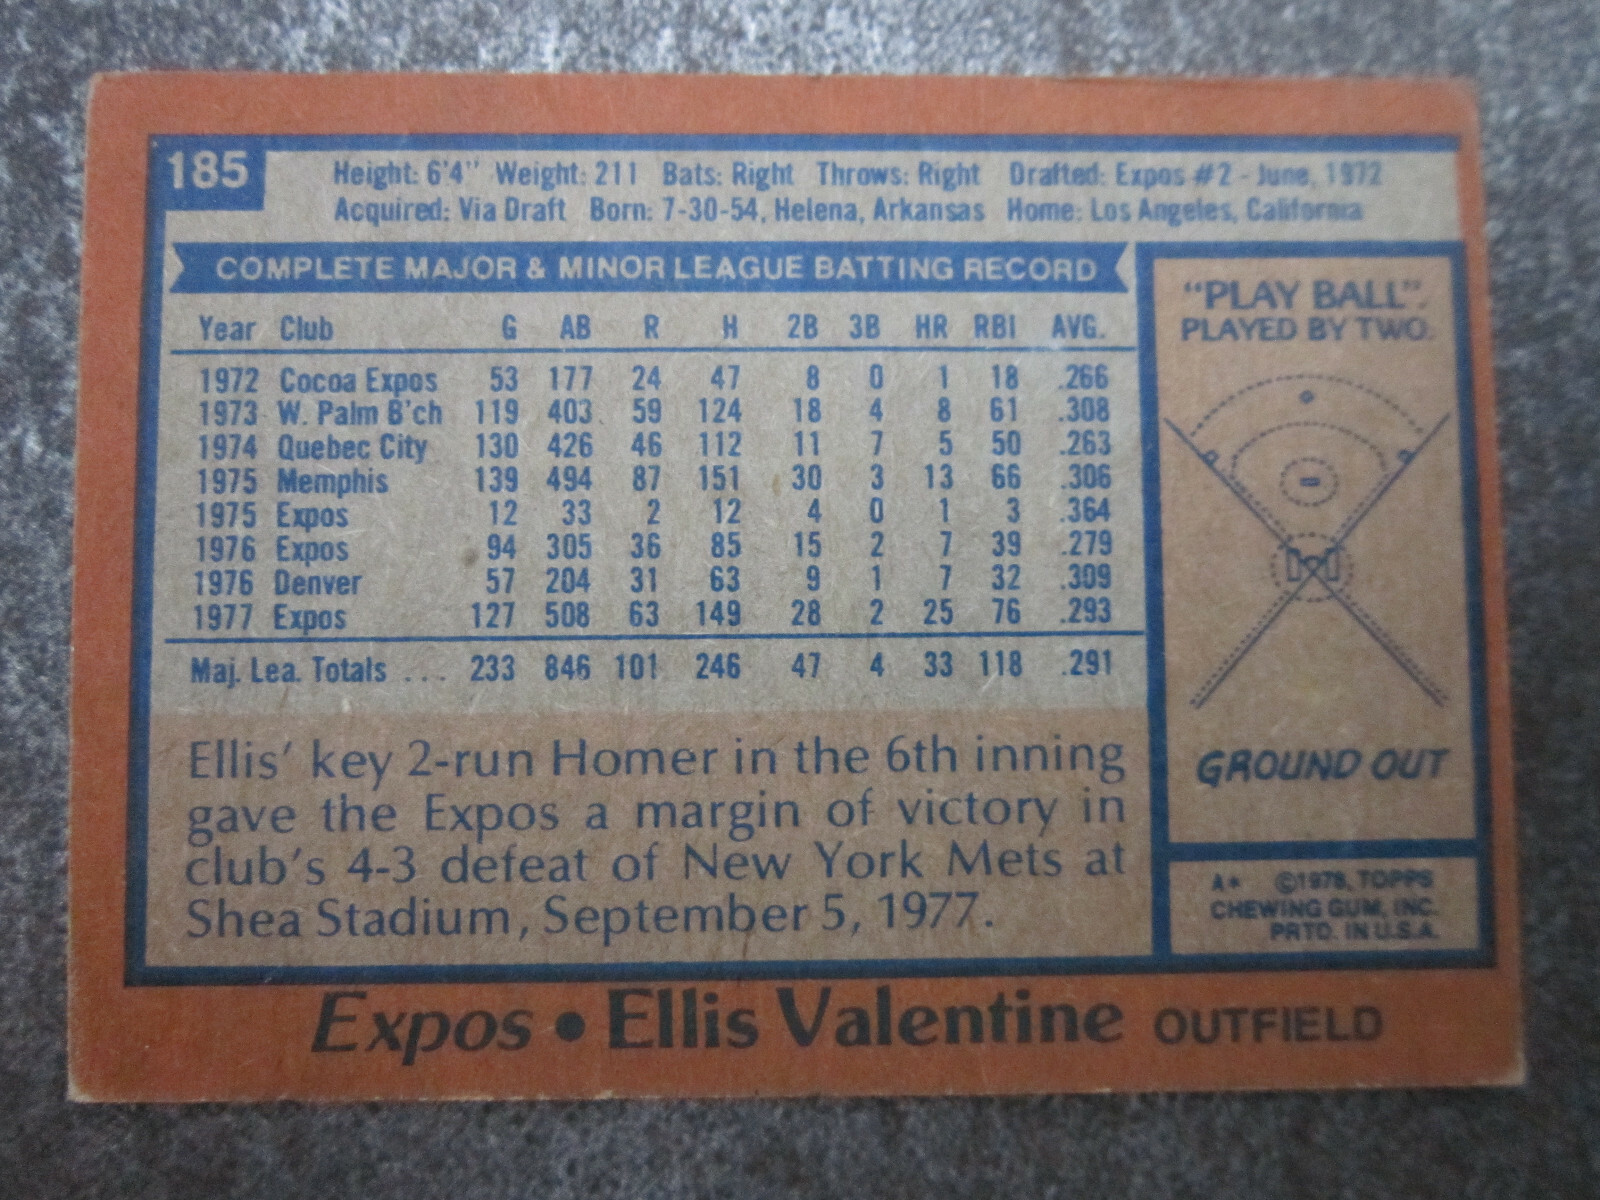 185
Height: 6'4" Weight: 211 Bats: Right Throws: Right Drafted: Expos #2 - June, 1972
Acquired: Via Draft Born: 7-30-54, Helena, Arkansas Home: Los Angeles, California
COMPLETE MAJOR & MINOR LEAGUE BATTING RECORD
Year Club G AB R H 2B 3B HR RBI AVG.
1972 Cocoa Expos 53 177 24 47 8 0 1 18 .266
1973 W. Palm B'ch 119 403 59 124 18 4 8 61 .308
1974 Quebec City 130 426 46 112 11 7 5 50 .263
1975 Memphis 139 494 87 151 30 3 13 66 .306
1975 Expos 12 33 2 12 4 0 1 3 .364
1976 Expos 94 305 36 85 15 2 7 39 .279
1976 Denver 57 204 31 63 9 1 7 32 .309
1977 Expos 127 508 63 149 28 2 25 76 .293
Maj. Lea. Totals . . . 233 846 101 246 47 4 33 118 .291
Ellis' key 2-run Homer in the 6th inning
gave the Expos a margin of victory in
club's 4-3 defeat of New York Mets at
Shea Stadium, September 5, 1977.
"PLAY BALL".
PLAYED BY TWO.
GROUND OUT
A* ©1978, TOPPS
CHEWING GUM, INC.
PRTD. IN U.S.A.
Expos • Ellis Valentine OUTFIELD